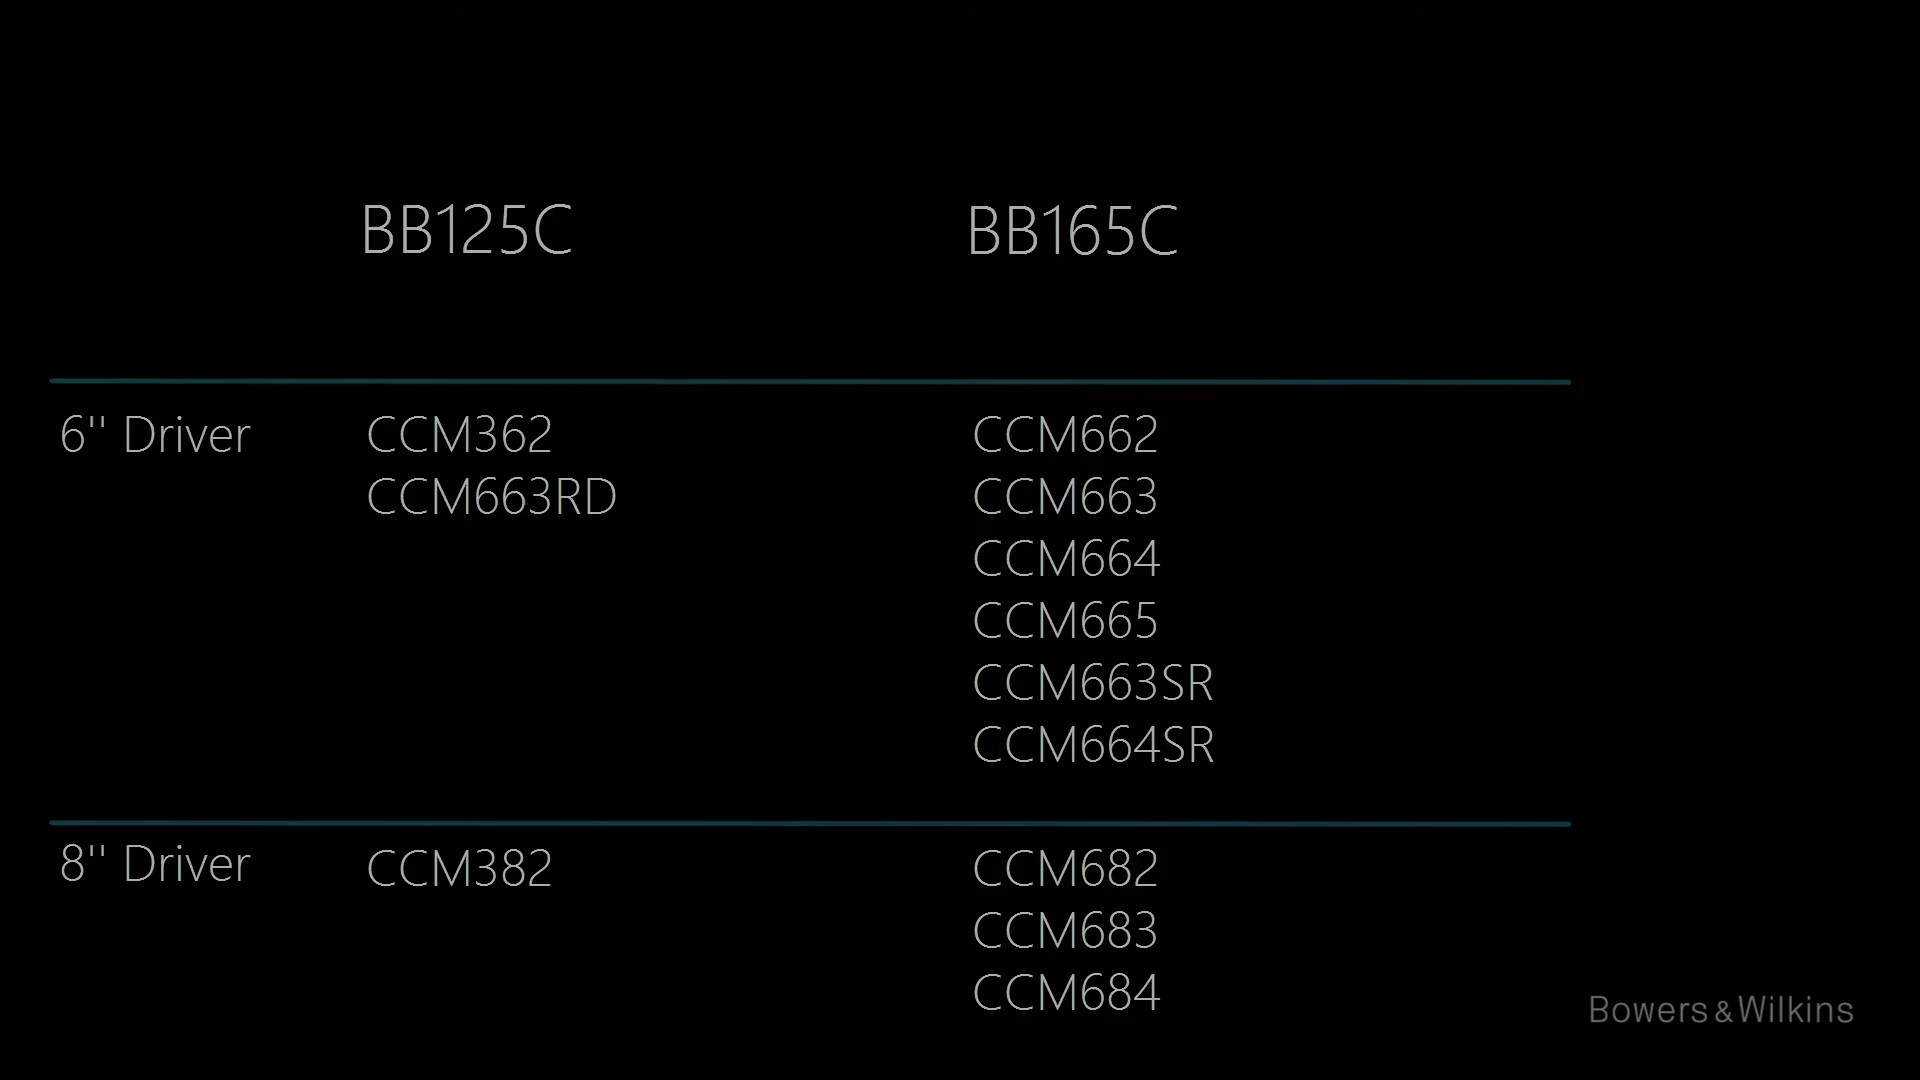 BB125C BB165C
6" Driver CCM362 CCM662
CCM663RD CCM663
CCM664
CCM665
CCM663SR
CCM664SR
8" Driver CCM382 CCM682
CCM683
CCM684
Bowers & Wilkins